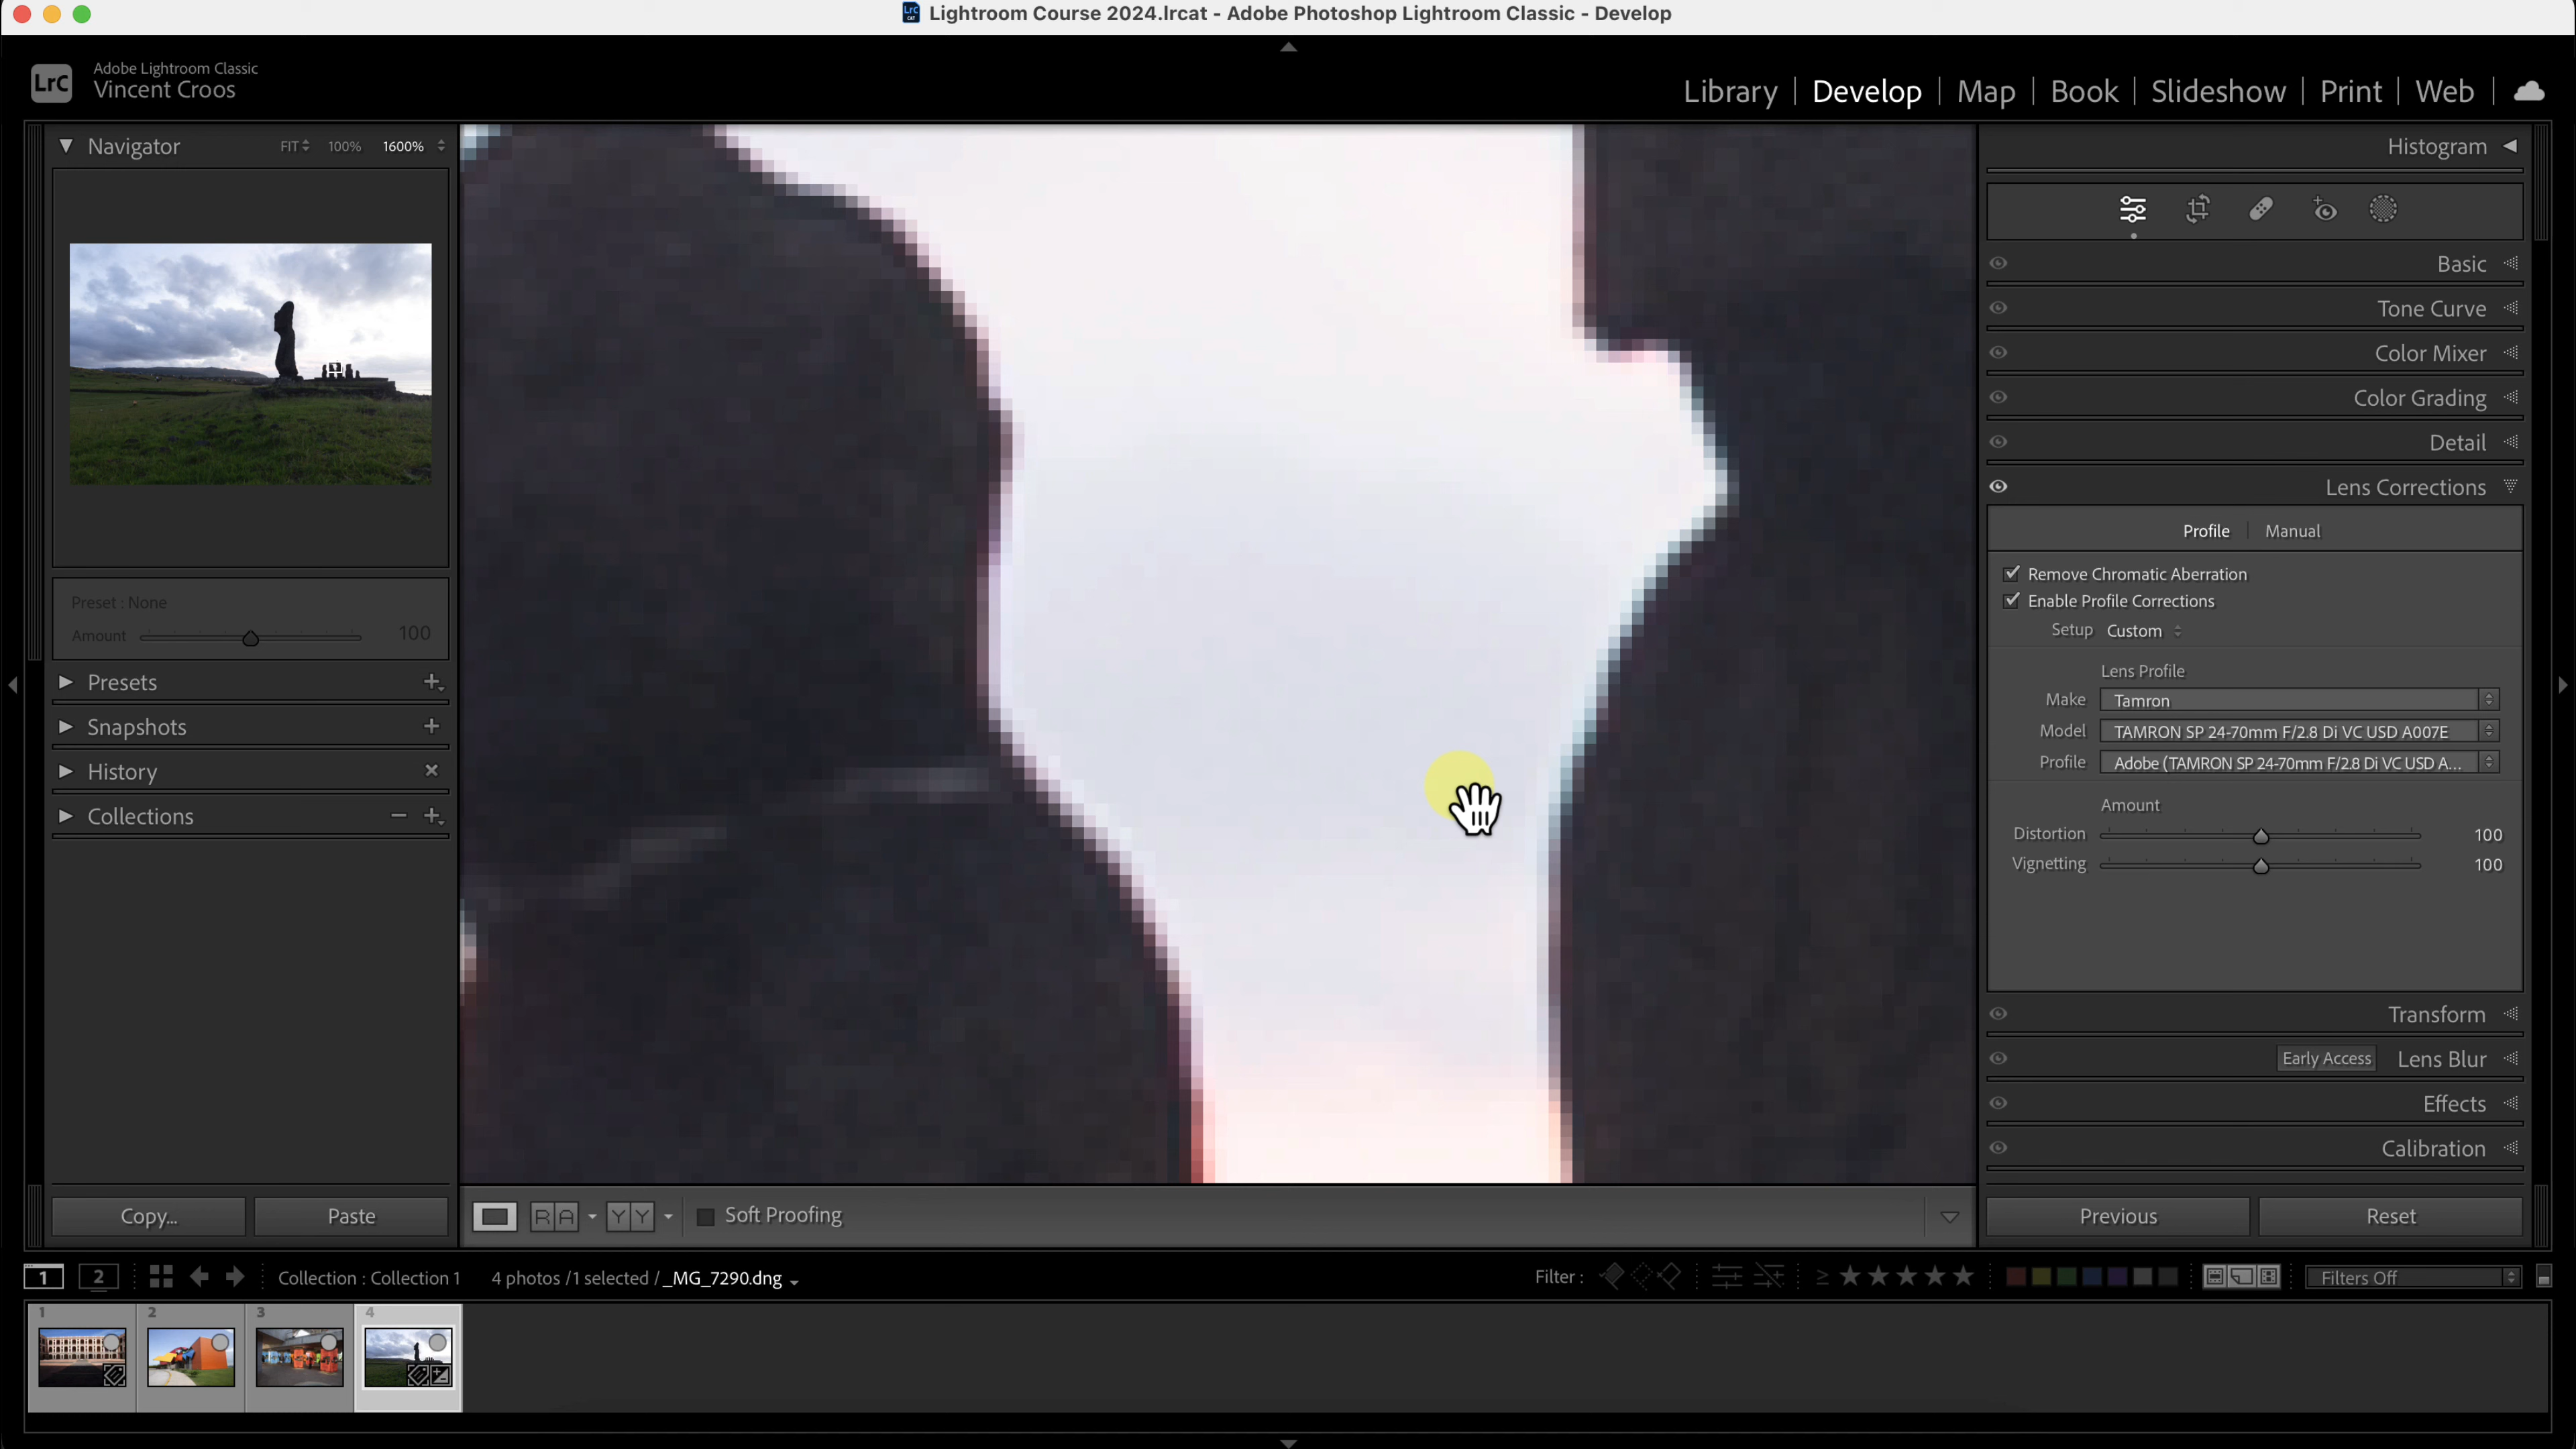 Lightroom Course 2024.lrcat - Adobe Photoshop Lightroom Classic - Develop
LrC
Adobe Lightroom Classic
Vincent Croos
Library | Develop | Map | Book | Slideshow | Print | Web
Navigator FIT 100% 1600%
Preset : None
Amount 100
Presets
Snapshots
History
Collections
Copy... Paste
Soft Proofing
Histogram
Basic
Tone Curve
Color Mixer
Color Grading
Detail
Lens Corrections
Profile | Manual
Remove Chromatic Aberration
Enable Profile Corrections
Setup Custom
Lens Profile
Make Tamron
Model TAMRON SP 24-70mm F/2.8 Di VC USD A007E
Profile Adobe (TAMRON SP 24-70mm F/2.8 Di VC USD A...
Amount
Distortion 100
Vignetting 100
Transform
Early Access Lens Blur
Effects
Calibration
Previous Reset
1 2 Collection : Collection 1 4 photos /1 selected /_MG_7290.dng Filter : ≥ ★★★★★ Filters Off
1 2 3 4